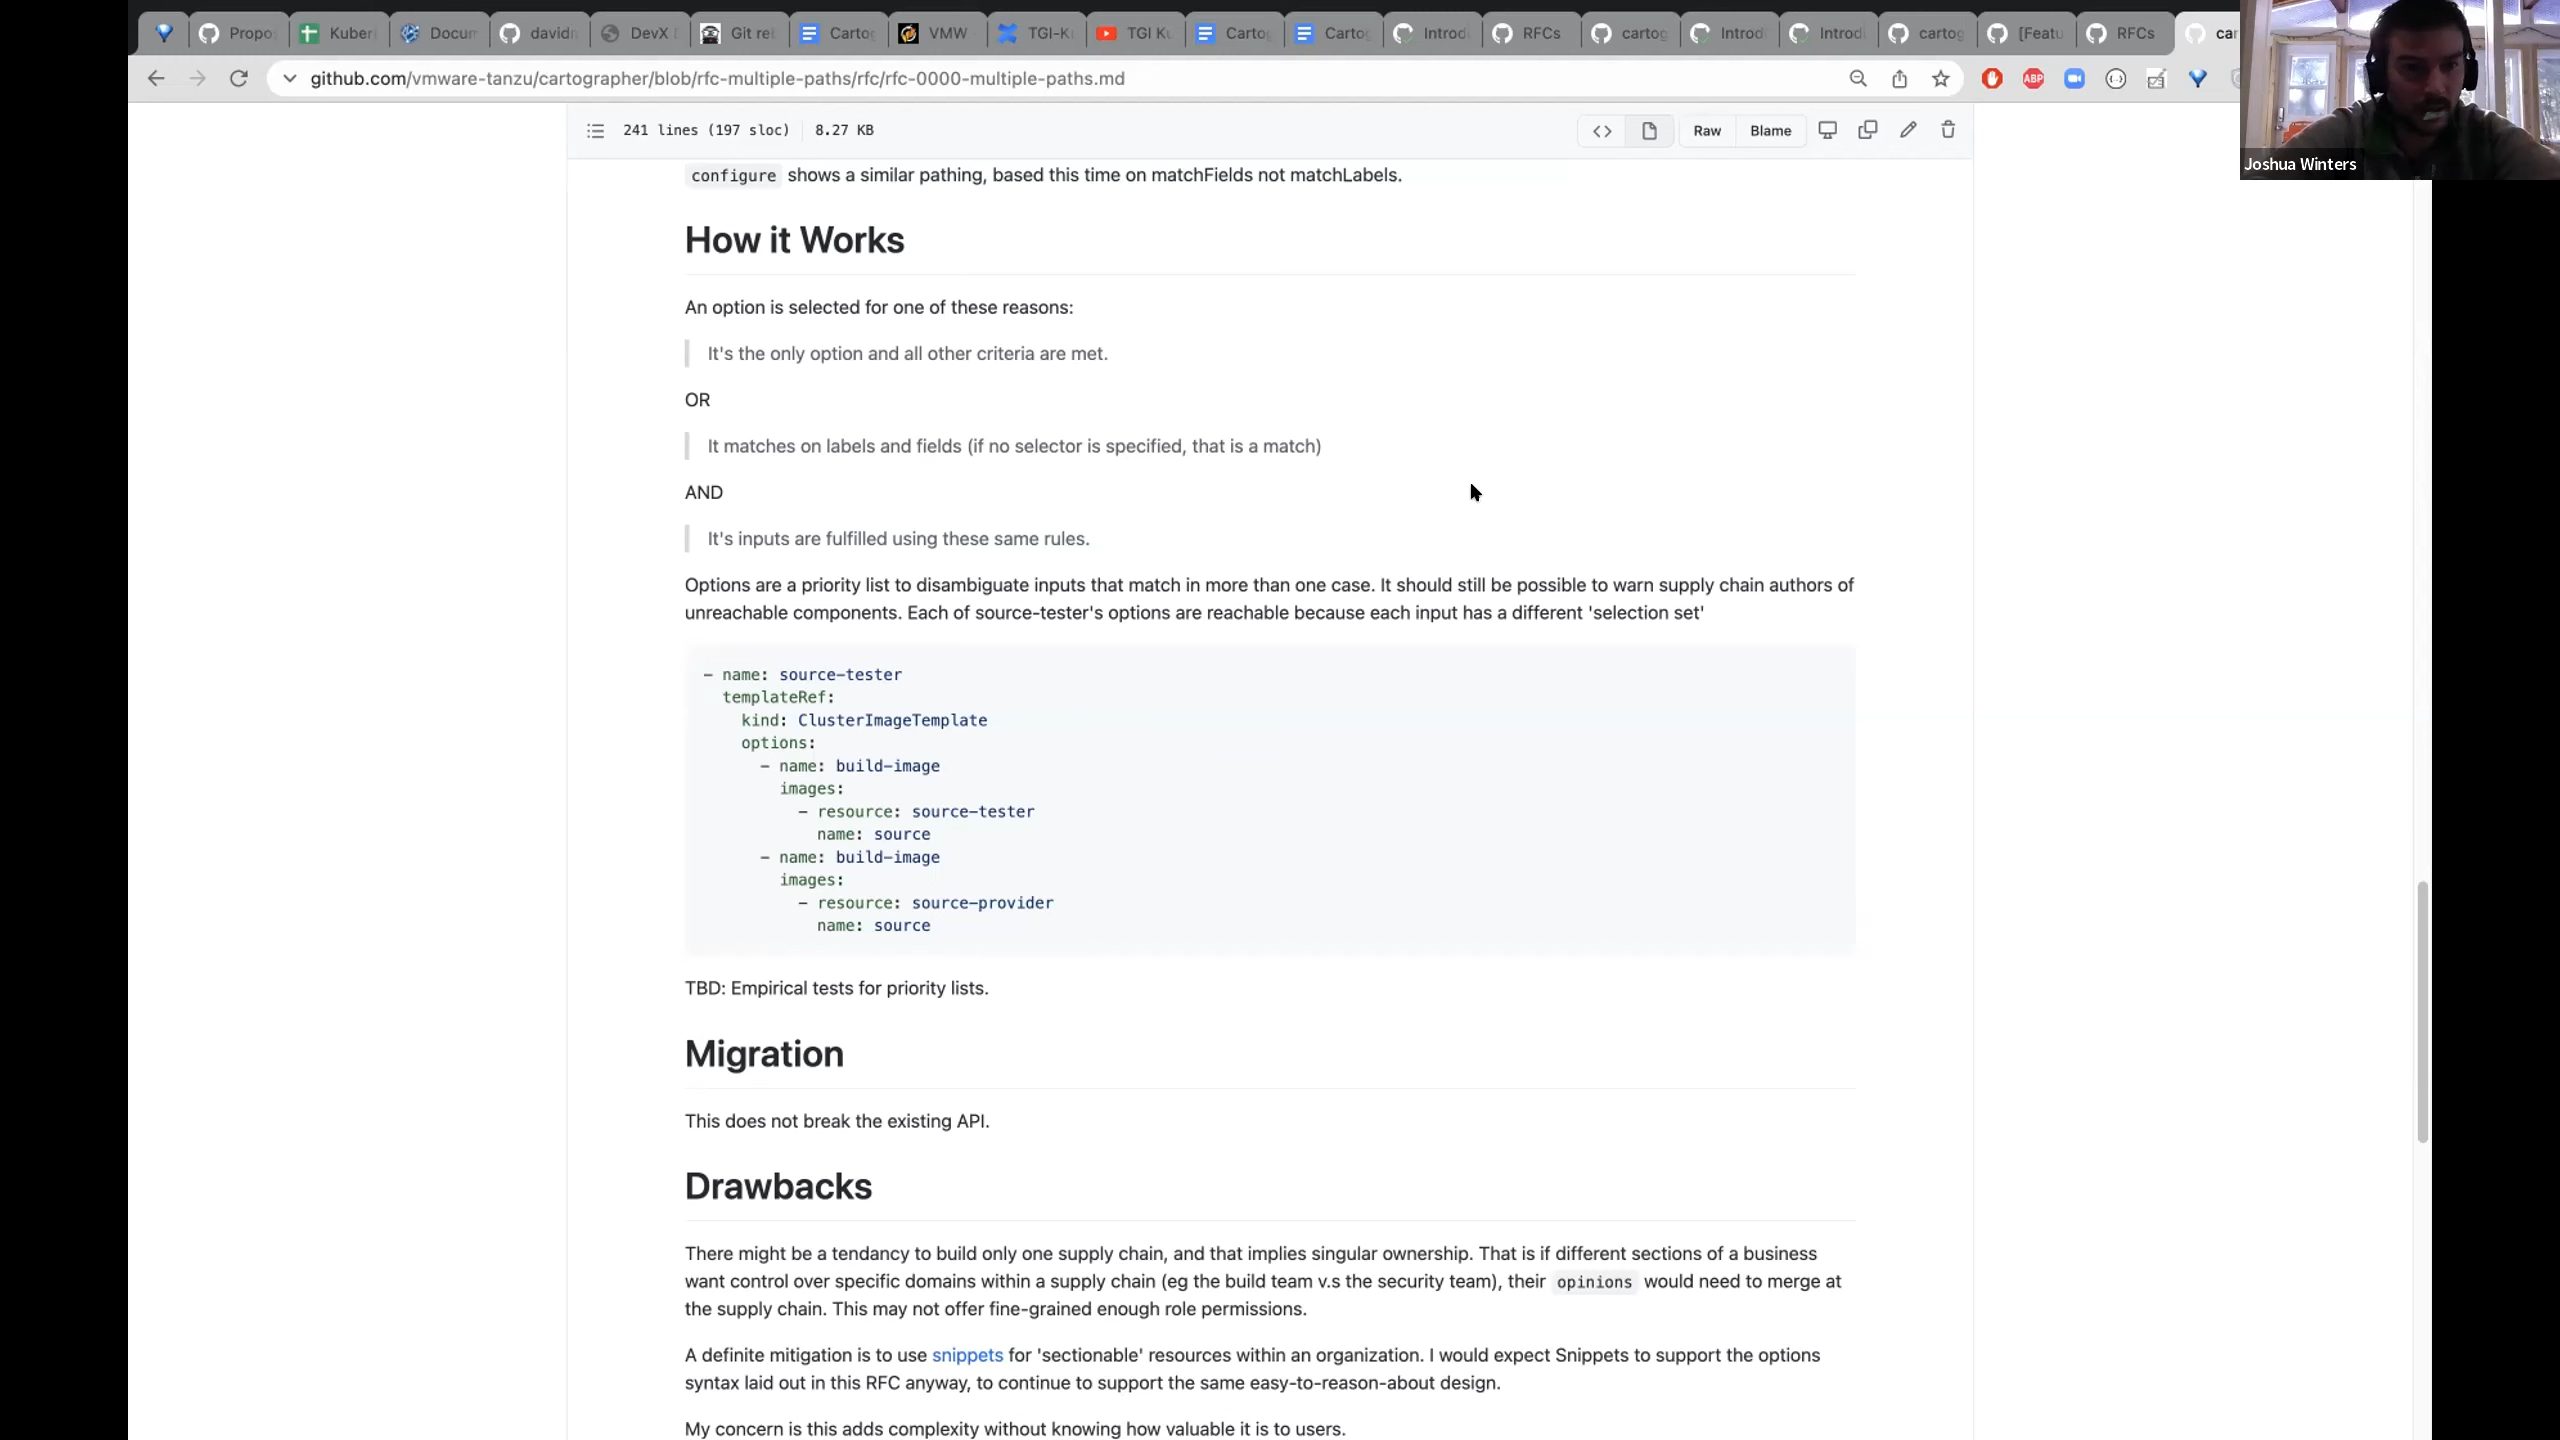 Propo
Kuber
Docum
davidn
DevX
Git re
Carto
VMW
TGI-K
TGI Ku
Carto
Carto
Introd
RFCs
cartog
Introd
Introd
cartog
[Featu
RFCs
car
github.com/vmware-tanzu/cartographer/blob/rfc-multiple-paths/rfc/rfc-0000-multiple-paths.md
ABP
Joshua Winters
241 lines (197 sloc) 8.27 KB
Raw
Blame
configure shows a similar pathing, based this time on matchFields not matchLabels.
How it Works
An option is selected for one of these reasons:
It's the only option and all other criteria are met.
OR
It matches on labels and fields (if no selector is specified, that is a match)
AND
It's inputs are fulfilled using these same rules.
Options are a priority list to disambiguate inputs that match in more than one case. It should still be possible to warn supply chain authors of
unreachable components. Each of source-tester's options are reachable because each input has a different 'selection set'
- name: source-tester
templateRef:
kind: ClusterImageTemplate
options:
- name: build-image
images:
- resource: source-tester
name: source
- name: build-image
images:
- resource: source-provider
name: source
TBD: Empirical tests for priority lists.
Migration
This does not break the existing API.
Drawbacks
There might be a tendancy to build only one supply chain, and that implies singular ownership. That is if different sections of a business
want control over specific domains within a supply chain (eg the build team v.s the security team), their opinions would need to merge at
the supply chain. This may not offer fine-grained enough role permissions.
A definite mitigation is to use snippets for 'sectionable' resources within an organization. I would expect Snippets to support the options
syntax laid out in this RFC anyway, to continue to support the same easy-to-reason-about design.
My concern is this adds complexity without knowing how valuable it is to users.